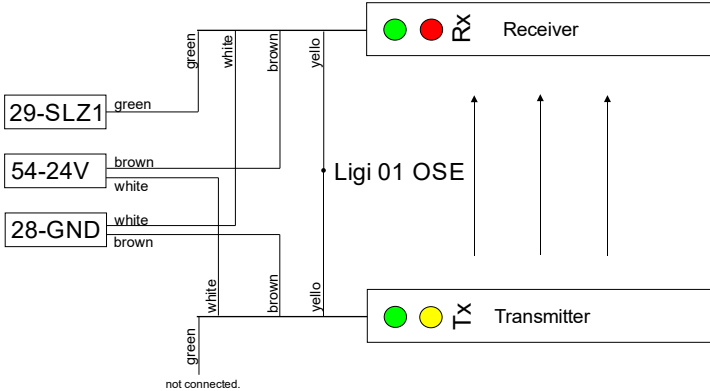 Rx
Receiver
green
white
brown
yello
29-SLZ1
green
54-24V
brown
white
Ligi 01 OSE
28-GND
white
brown
white
brown
yello
Tx
Transmitter
green
not connected.